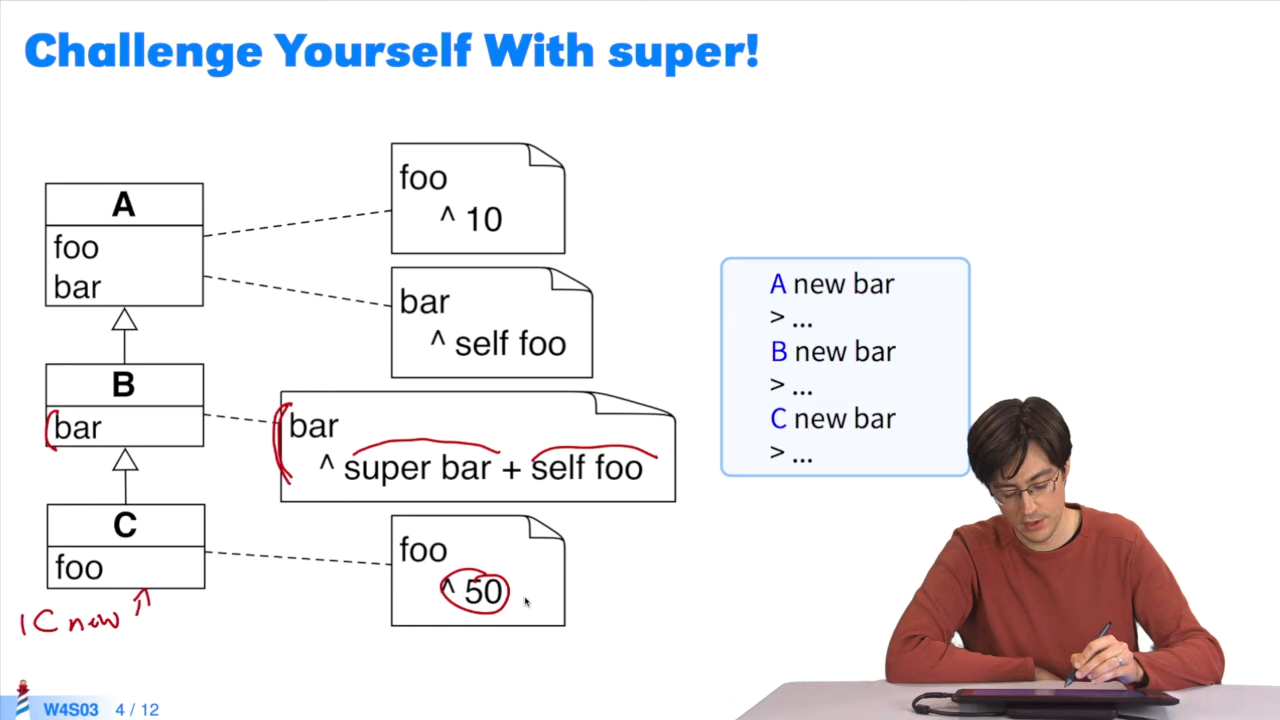 Challenge Yourself With super!
A
foo
bar
foo
^ 10
bar
^ self foo
B
bar
bar
^ super bar + self foo
C
foo
foo
^ 50
1C new
A new bar
> ...
B new bar
> ...
C new bar
> ...
W4S03 4 / 12